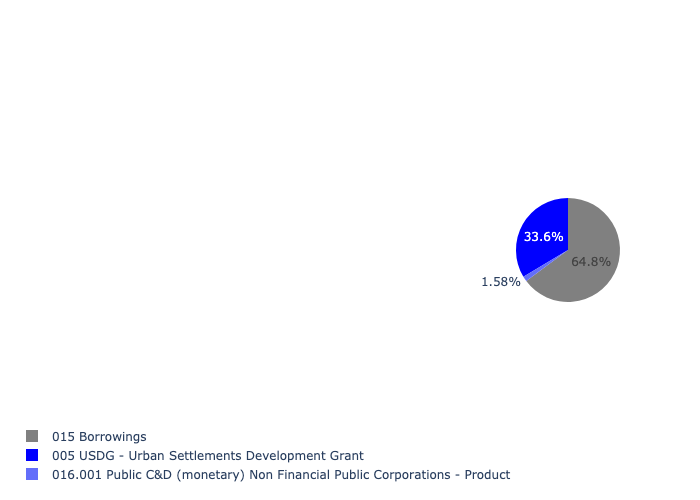 33.6%
64.8%
1.58%
015 Borrowings
005 USDG - Urban Settlements Development Grant
016.001 Public C&D (monetary) Non Financial Public Corporations - Product